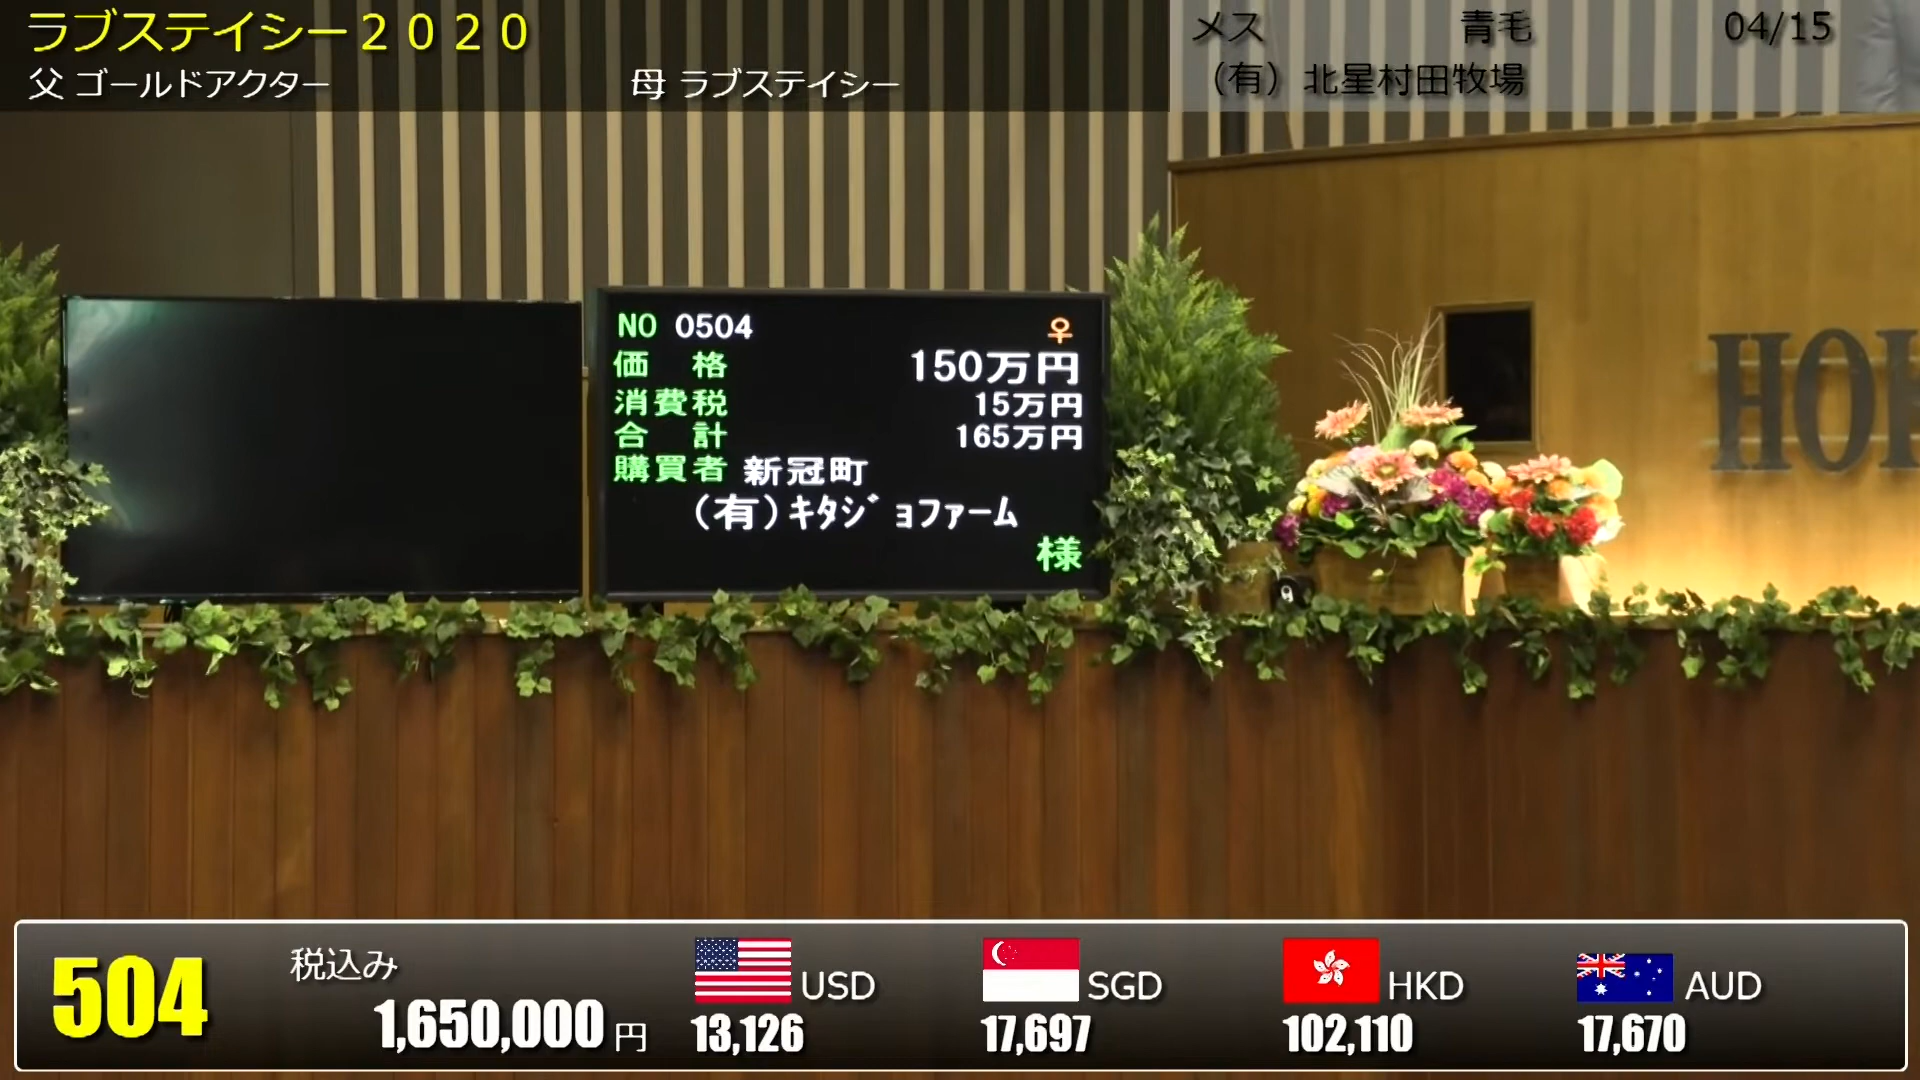 ラブステイシー２０２０
父 ゴールドアクター
母 ラブステイシー
メス 青毛 04/15
（有）北星村田牧場
NO 0504 ♀
価 格 150万円
消費税 15万円
合 計 165万円
購買者 新冠町
(有)ｷﾀｼﾞｮﾌｧｰﾑ
様
HO
9
504
税込み
1,650,000 円
USD
13,126
SGD
17,697
HKD
102,110
AUD
17,670